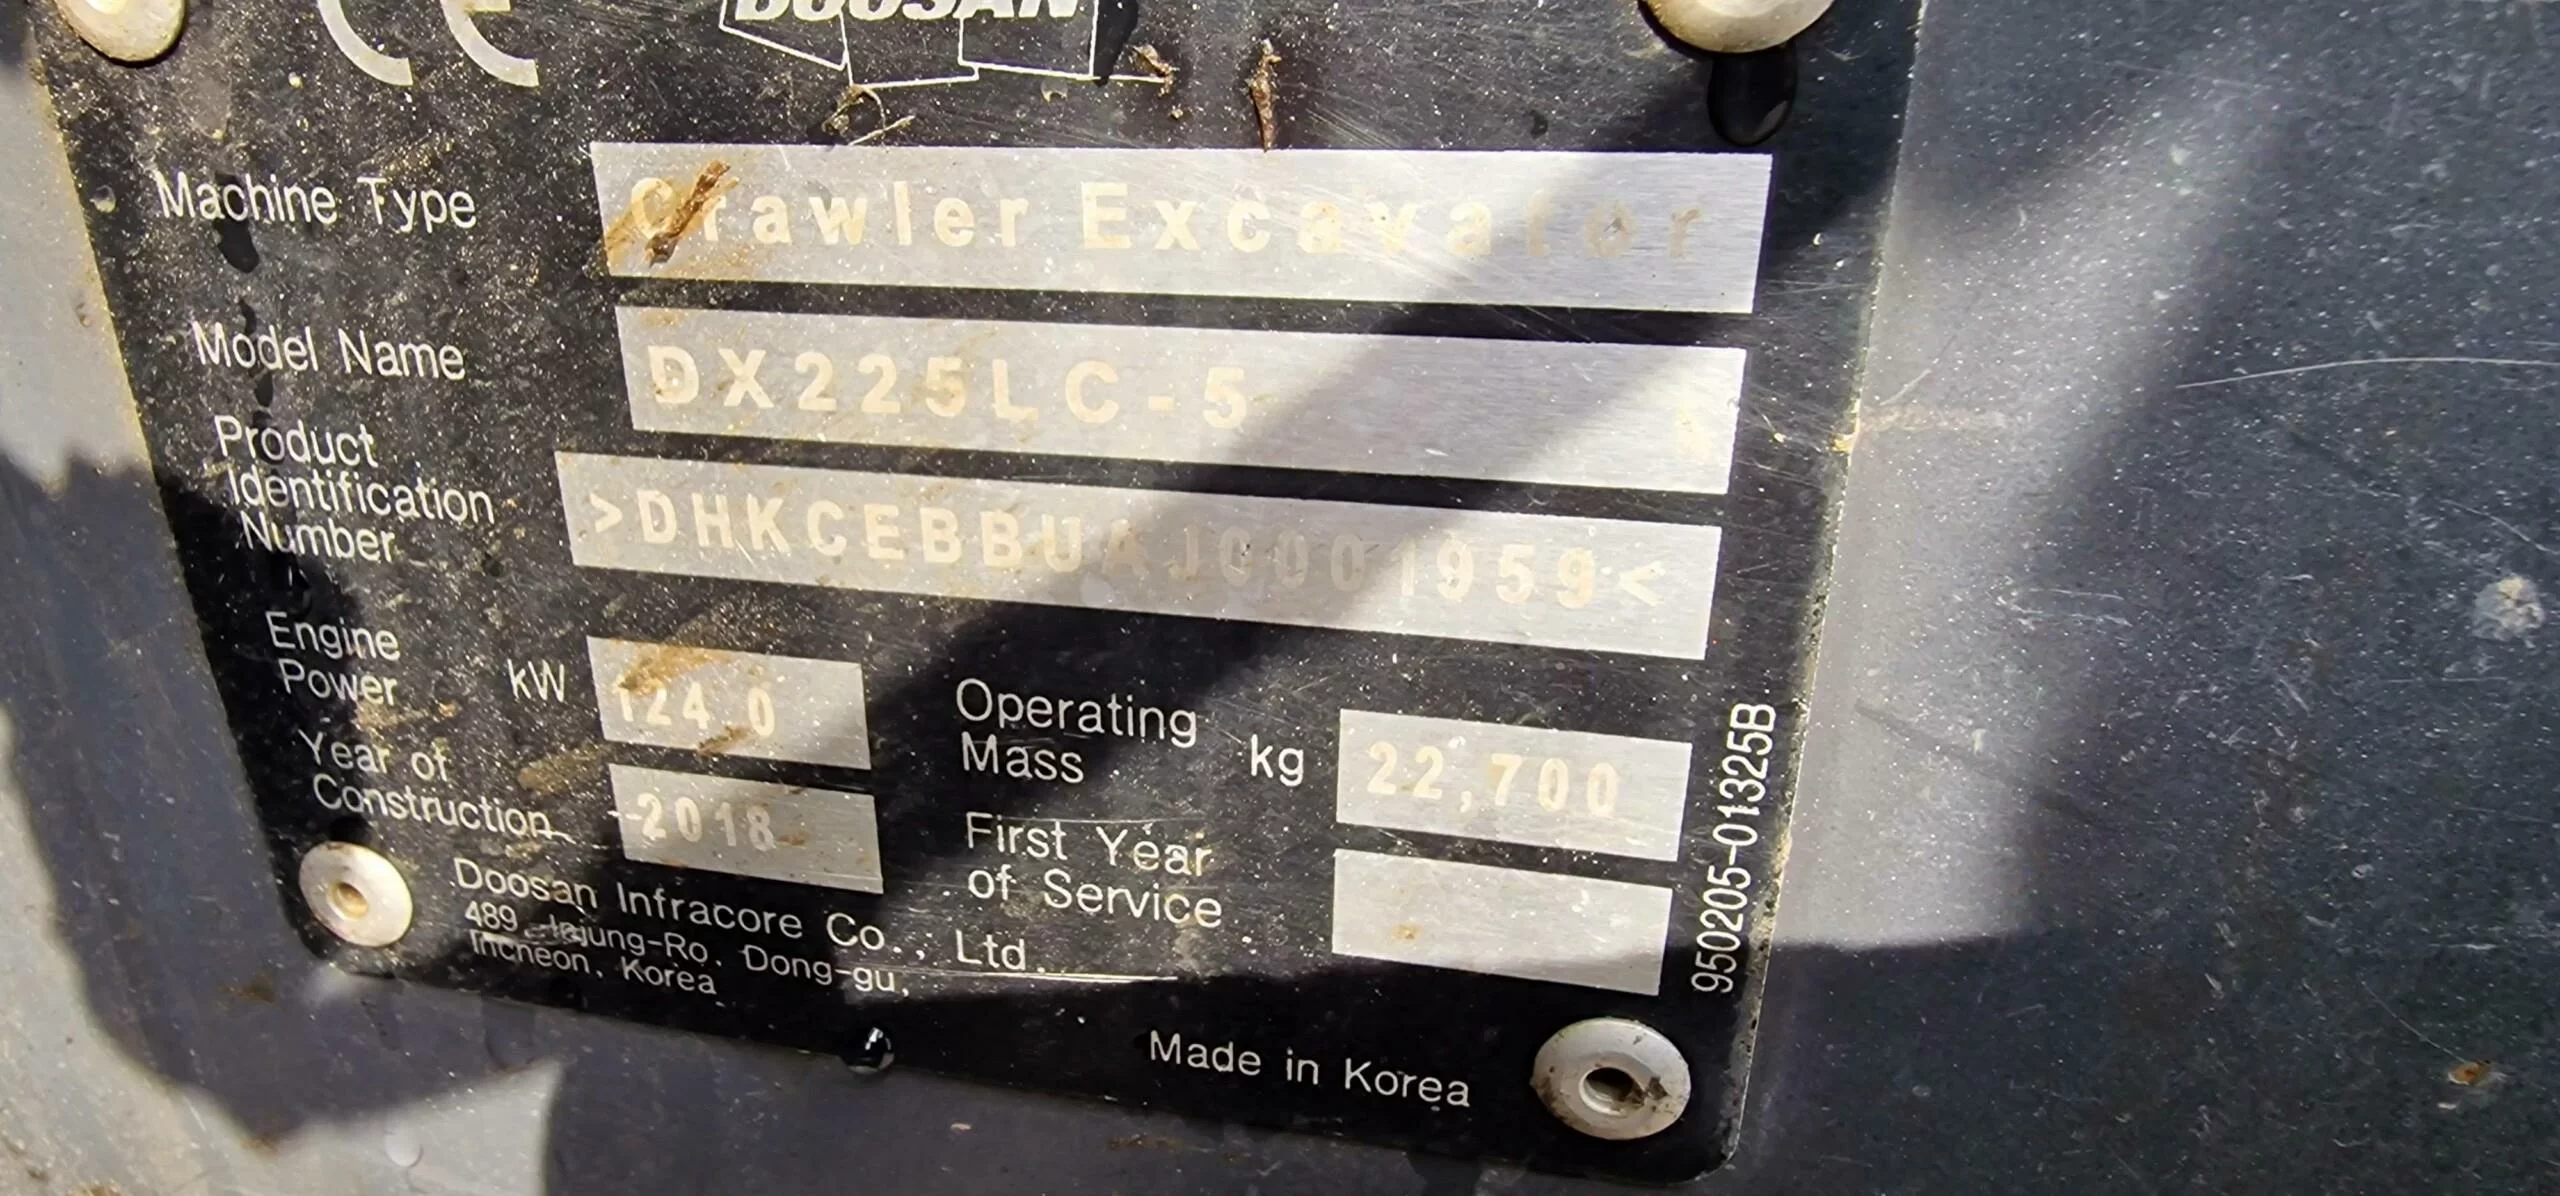 CE
DOOSAN
Machine Type Crawler Excavator
Model Name DX225LC-5
Product
Identification
Number >DHKCEBBUAJ0001959<
Engine
Power kW 124.0
Operating
Mass kg 22,700
Year of
Construction 2018
First Year
of Service
Doosan Infracore Co., Ltd.
489, Injung-Ro, Dong-gu,
Incheon, Korea
Made in Korea
950205-01325B